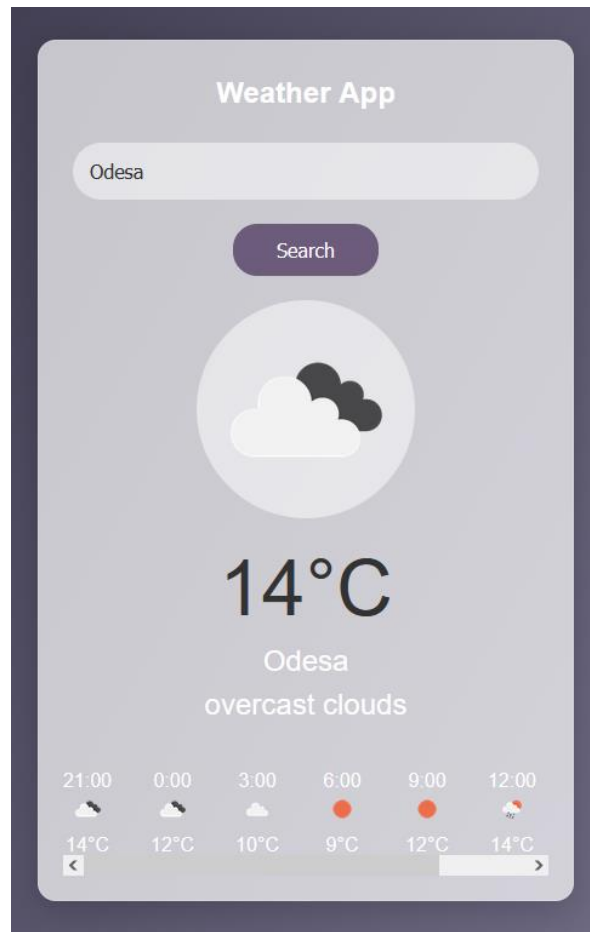 Weather App
Odesa
Search
14°C
Odesa
overcast clouds
21:00 0:00 3:00 6:00 9:00 12:00
14°C 12°C 10°C 9°C 12°C 14°C